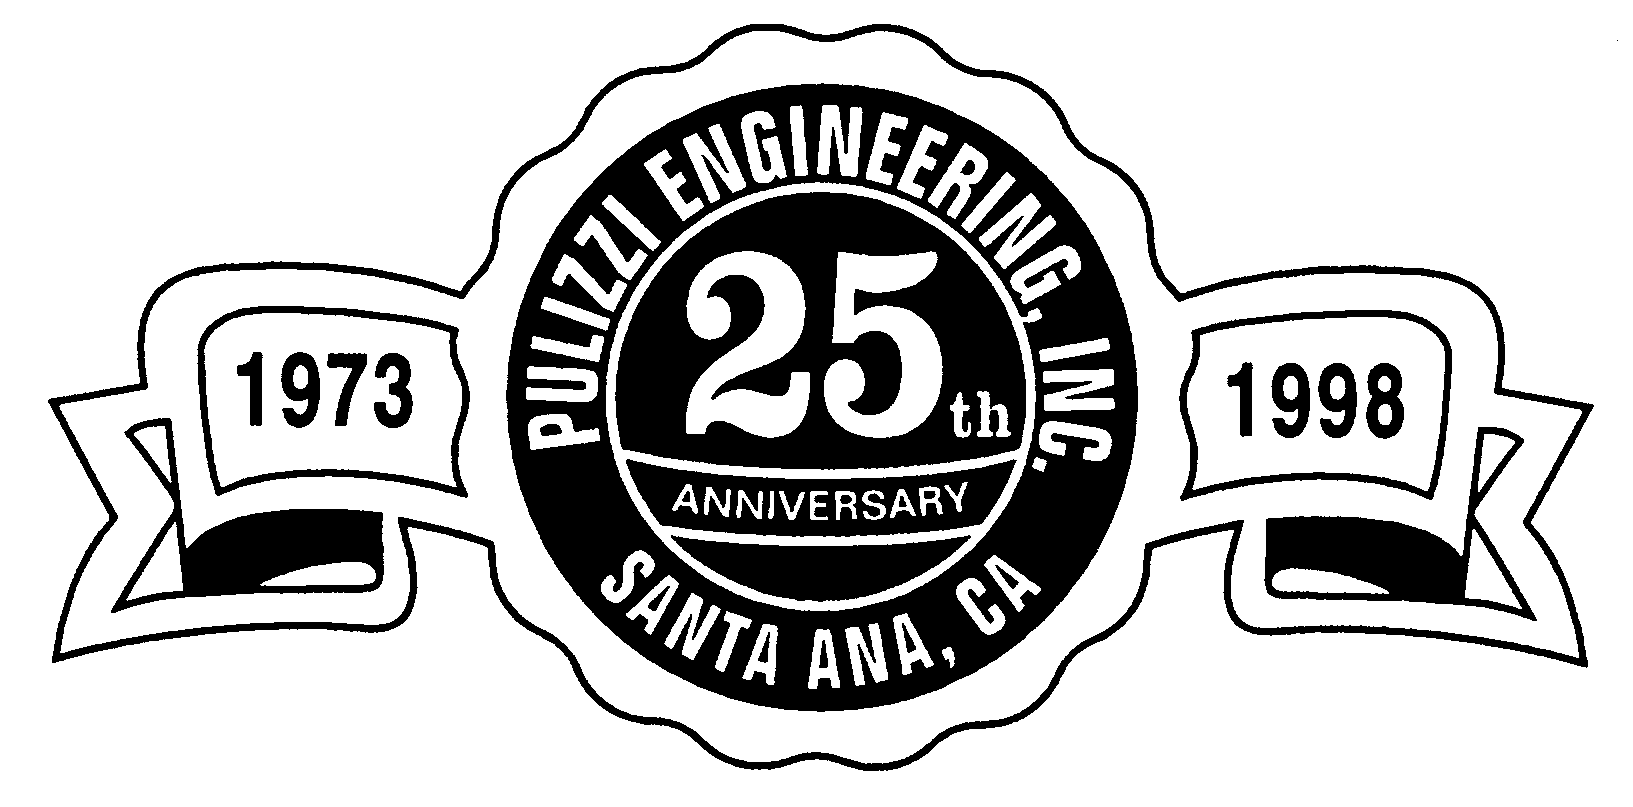 PULIZZI ENGINEERING, INC.
1973
25th
1998
ANNIVERSARY
SANTA ANA, CA